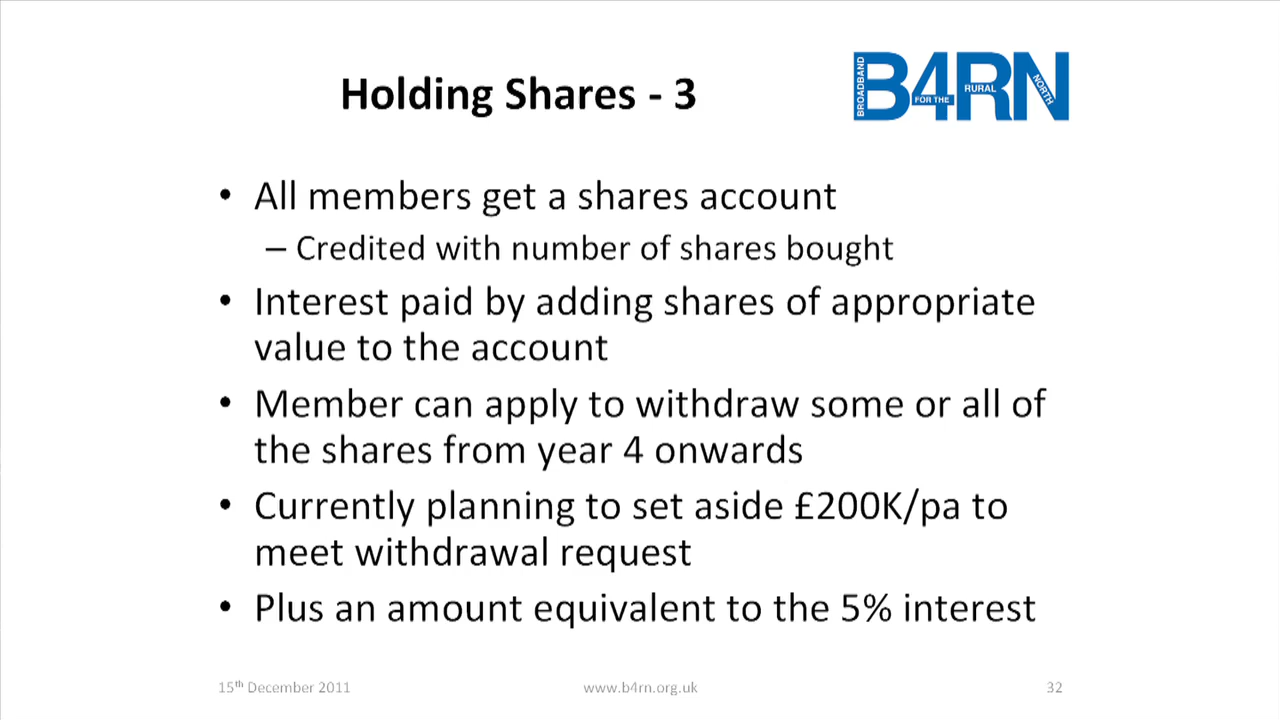 Holding Shares - 3
BROADBAND
B4RN
FOR THE
RURAL
NORTH
• All members get a shares account
– Credited with number of shares bought
• Interest paid by adding shares of appropriate
value to the account
• Member can apply to withdraw some or all of
the shares from year 4 onwards
• Currently planning to set aside £200K/pa to
meet withdrawal request
• Plus an amount equivalent to the 5% interest
15th December 2011
www.b4rn.org.uk
32